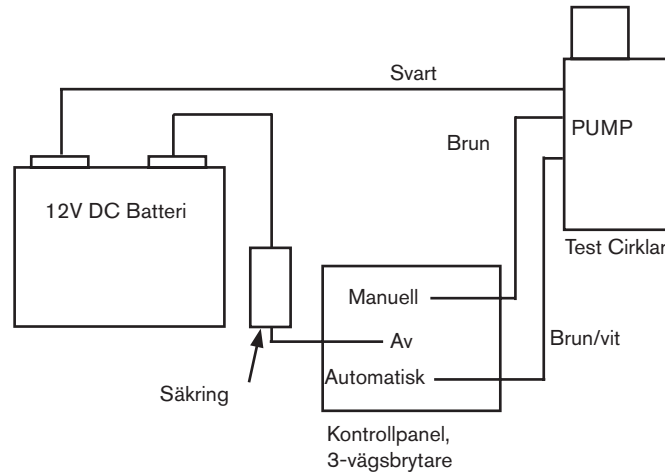 Svart
PUMP
Brun
12V DC Batteri
Test Cirklar
Manuell
Av
Brun/vit
Automatisk
Säkring
Kontrollpanel,
3-vägsbrytare